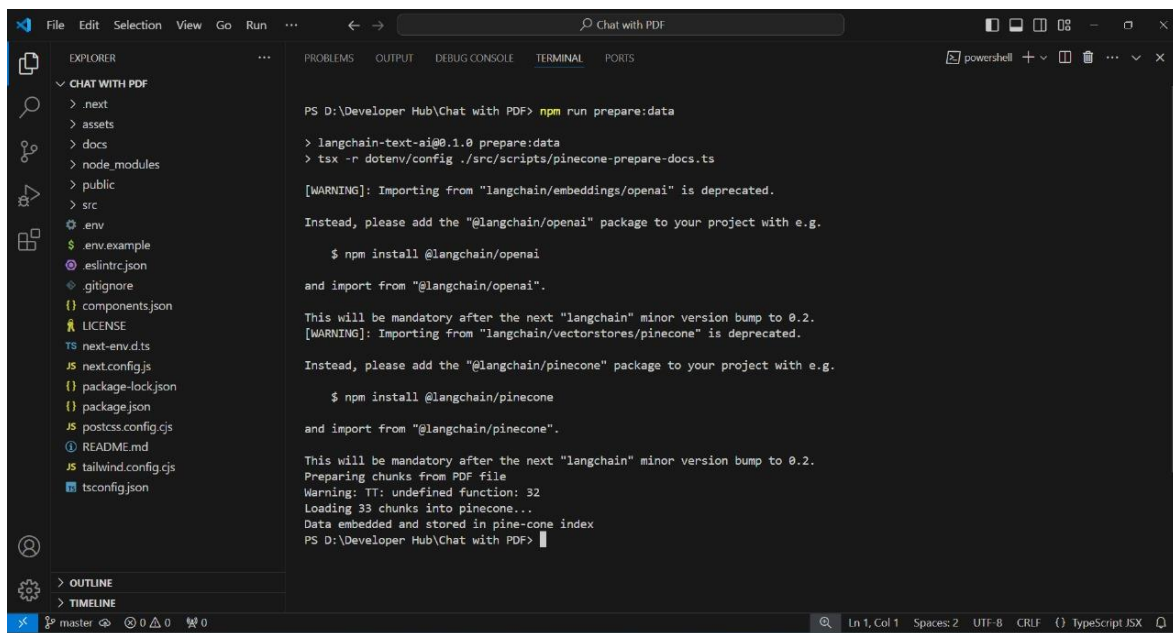 File Edit Selection View Go Run ...
Chat with PDF
EXPLORER
CHAT WITH PDF
.next
assets
docs
node_modules
public
src
.env
.env.example
.eslintrc.json
.gitignore
components.json
LICENSE
next-env.d.ts
next.config.js
package-lock.json
package.json
postcss.config.cjs
README.md
tailwind.config.cjs
tsconfig.json
OUTLINE
TIMELINE
PROBLEMS OUTPUT DEBUG CONSOLE TERMINAL PORTS
powershell
PS D:\Developer Hub\Chat with PDF> npm run prepare:data
> langchain-text-ai@0.1.0 prepare:data
> tsx -r dotenv/config ./src/scripts/pinecone-prepare-docs.ts
[WARNING]: Importing from "langchain/embeddings/openai" is deprecated.
Instead, please add the "@langchain/openai" package to your project with e.g.
$ npm install @langchain/openai
and import from "@langchain/openai".
This will be mandatory after the next "langchain" minor version bump to 0.2.
[WARNING]: Importing from "langchain/vectorstores/pinecone" is deprecated.
Instead, please add the "@langchain/pinecone" package to your project with e.g.
$ npm install @langchain/pinecone
and import from "@langchain/pinecone".
This will be mandatory after the next "langchain" minor version bump to 0.2.
Preparing chunks from PDF file
Warning: TT: undefined function: 32
Loading 33 chunks into pinecone...
Data embedded and stored in pine-cone index
PS D:\Developer Hub\Chat with PDF>
master 0 0 0 Ln 1, Col 1 Spaces: 2 UTF-8 CRLF {} TypeScript JSX